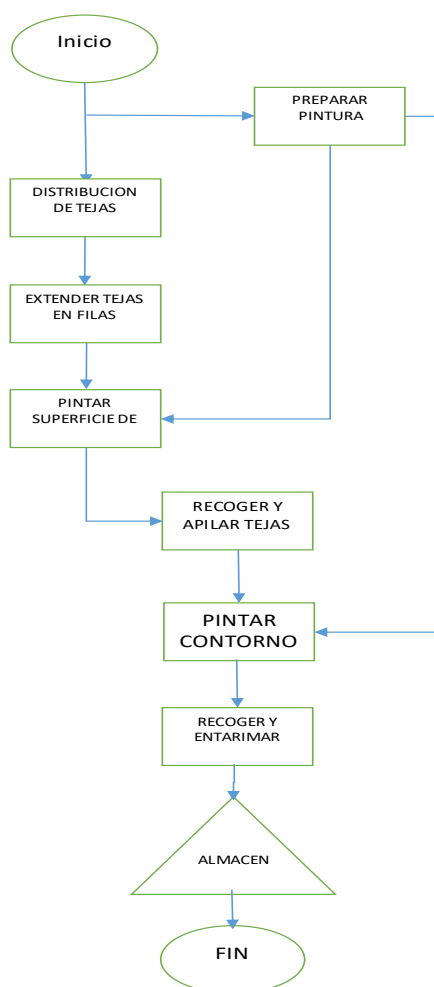 Inicio
PREPARAR
PINTURA
DISTRIBUCION
DE TEJAS
EXTENDER TEJAS
EN FILAS
PINTAR
SUPERFICIE DE
RECOGER Y
APILAR TEJAS
PINTAR
CONTORNO
RECOGER Y
ENTARIMAR
ALMACEN
FIN